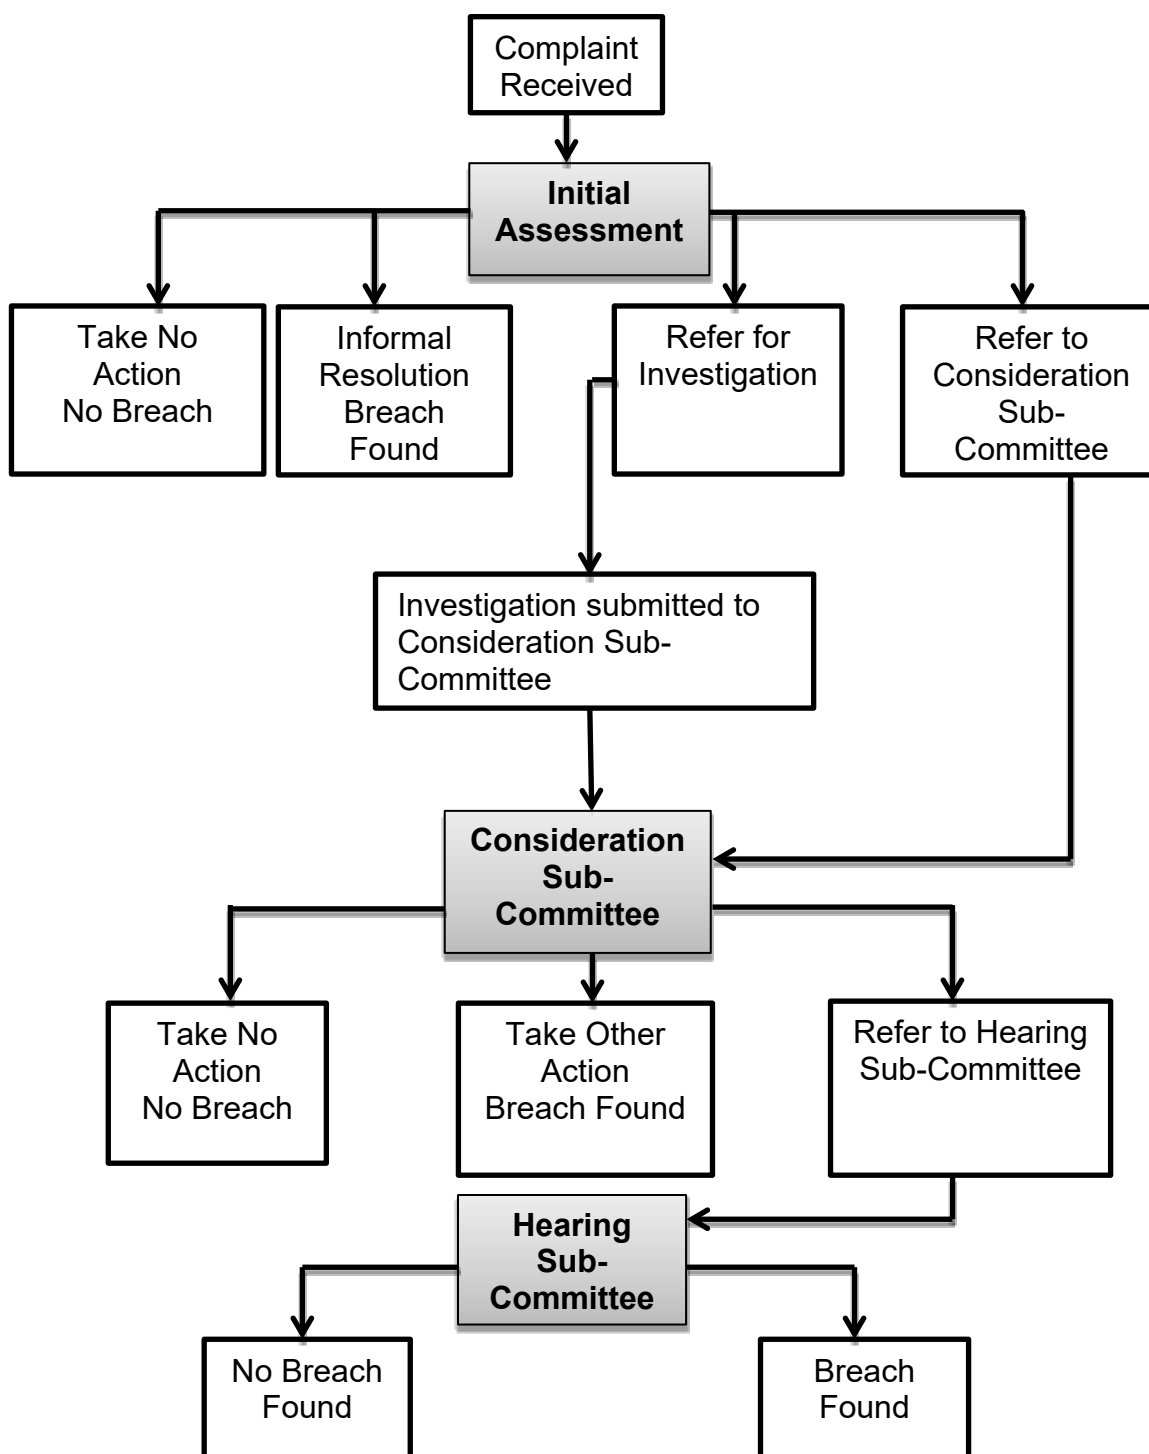 Complaint
Received
Initial
Assessment
Take No
Action
No Breach
Informal
Resolution
Breach
Found
Refer for
Investigation
Refer to
Consideration
Sub-
Committee
Investigation submitted to
Consideration Sub-
Committee
Consideration
Sub-
Committee
Take No
Action
No Breach
Take Other
Action
Breach Found
Refer to Hearing
Sub-Committee
Hearing
Sub-
Committee
No Breach
Found
Breach
Found